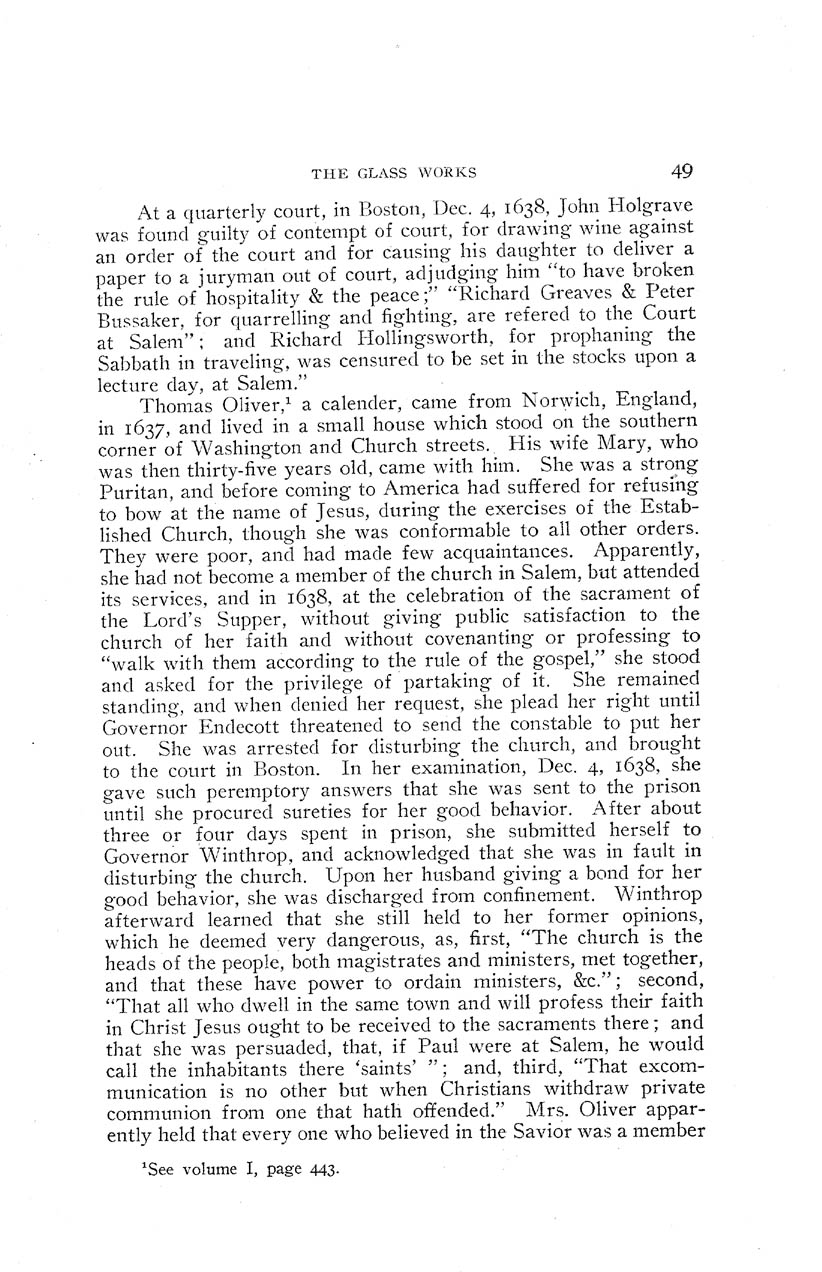 THE GLASS WORKS 49
At a quarterly court, in Boston, Dec. 4, 1638, John Holgrave
was found guilty of contempt of court, for drawing wine against
an order of the court and for causing his daughter to deliver a
paper to a juryman out of court, adjudging him “to have broken
the rule of hospitality & the peace;” “Richard Greaves & Peter
Bussaker, for quarrelling and fighting, are refered to the Court
at Salem”; and Richard Hollingsworth, for prophaning the
Sabbath in traveling, was censured to be set in the stocks upon a
lecture day, at Salem.”
Thomas Oliver,¹ a calender, came from Norwich, England,
in 1637, and lived in a small house which stood on the southern
corner of Washington and Church streets. His wife Mary, who
was then thirty-five years old, came with him. She was a strong
Puritan, and before coming to America had suffered for refusing
to bow at the name of Jesus, during the exercises of the Estab-
lished Church, though she was conformable to all other orders.
They were poor, and had made few acquaintances. Apparently,
she had not become a member of the church in Salem, but attended
its services, and in 1638, at the celebration of the sacrament of
the Lord’s Supper, without giving public satisfaction to the
church of her faith and without covenanting or professing to
“walk with them according to the rule of the gospel,” she stood
and asked for the privilege of partaking of it. She remained
standing, and when denied her request, she plead her right until
Governor Endecott threatened to send the constable to put her
out. She was arrested for disturbing the church, and brought
to the court in Boston. In her examination, Dec. 4, 1638, she
gave such peremptory answers that she was sent to the prison
until she procured sureties for her good behavior. After about
three or four days spent in prison, she submitted herself to
Governor Winthrop, and acknowledged that she was in fault in
disturbing the church. Upon her husband giving a bond for her
good behavior, she was discharged from confinement. Winthrop
afterward learned that she still held to her former opinions,
which he deemed very dangerous, as, first, “The church is the
heads of the people, both magistrates and ministers, met together,
and that these have power to ordain ministers, &c.”; second,
“That all who dwell in the same town and will profess their faith
in Christ Jesus ought to be received to the sacraments there; and
that she was persuaded, that, if Paul were at Salem, he would
call the inhabitants there ‘saints’ ”; and, third, “That excom-
munication is no other but when Christians withdraw private
communion from one that hath offended.” Mrs. Oliver appar-
ently held that every one who believed in the Savior was a member
¹See volume I, page 443.